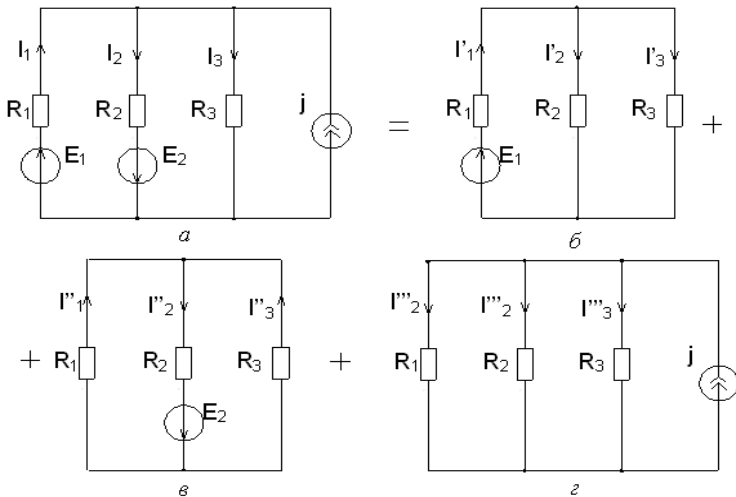 I₁ I₂ I₃ I'₁ I'₂ I'₃
R₁ R₂ R₃ j = R₁ R₂ R₃ +
E₁ E₂ E₁
а б
I"₁ I"₂ I"₃ I'''₂ I'''₂ I'''₃
+ R₁ R₂ R₃ + R₁ R₂ R₃ j
E₂
в г